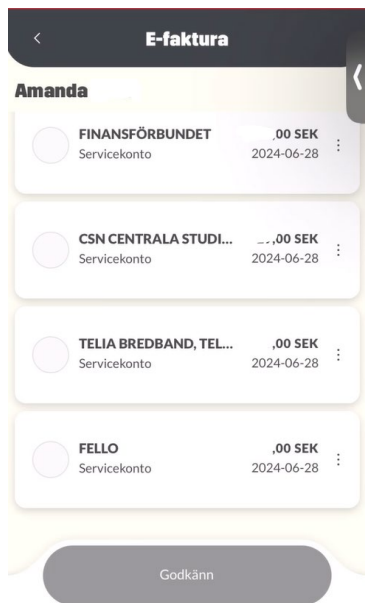 E-faktura
Amanda
FINANSFÖRBUNDET ,00 SEK
Servicekonto 2024-06-28
CSN CENTRALA STUDI... ,00 SEK
Servicekonto 2024-06-28
TELIA BREDBAND, TEL... ,00 SEK
Servicekonto 2024-06-28
FELLO ,00 SEK
Servicekonto 2024-06-28
Godkänn